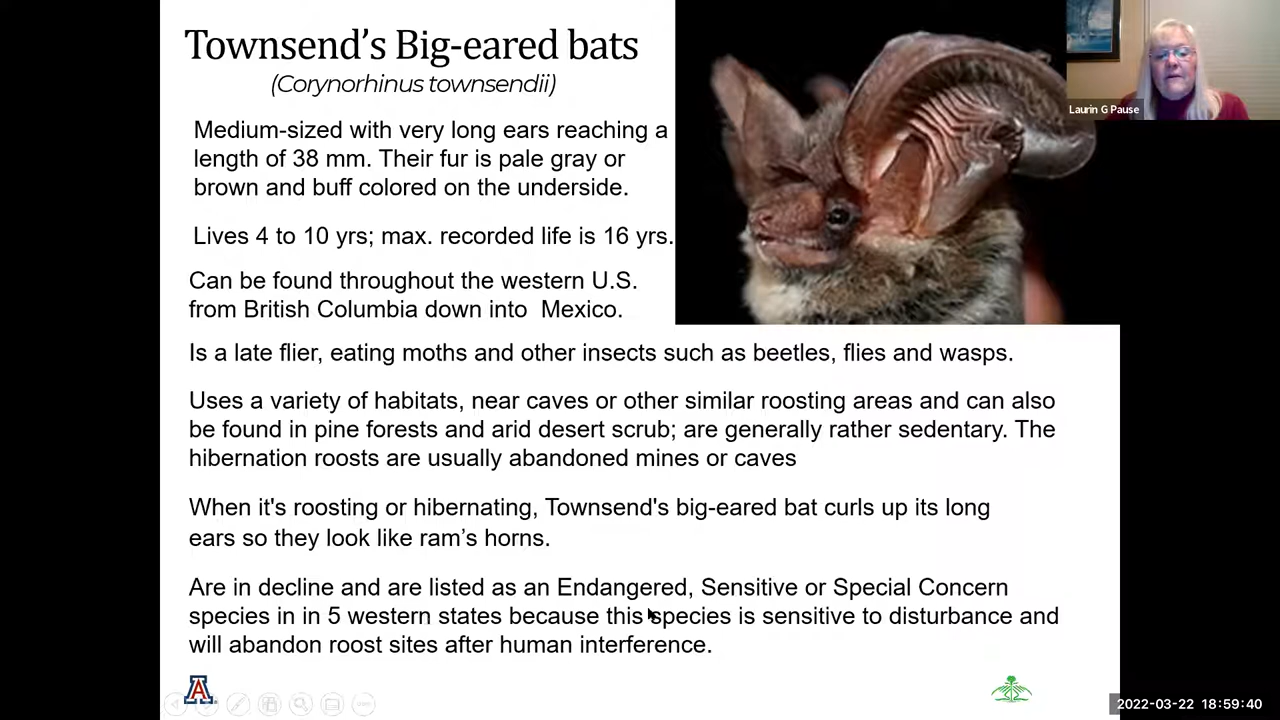 Townsend's Big-eared bats
(Corynorhinus townsendii)
Laurin G Pause
Medium-sized with very long ears reaching a
length of 38 mm. Their fur is pale gray or
brown and buff colored on the underside.
Lives 4 to 10 yrs; max. recorded life is 16 yrs.
Can be found throughout the western U.S.
from British Columbia down into  Mexico.
Is a late flier, eating moths and other insects such as beetles, flies and wasps.
Uses a variety of habitats, near caves or other similar roosting areas and can also
be found in pine forests and arid desert scrub; are generally rather sedentary. The
hibernation roosts are usually abandoned mines or caves
When it's roosting or hibernating, Townsend's big-eared bat curls up its long
ears so they look like ram's horns.
Are in decline and are listed as an Endangered, Sensitive or Special Concern
species in in 5 western states because this species is sensitive to disturbance and
will abandon roost sites after human interference.
A
2022-03-22 18:59:40